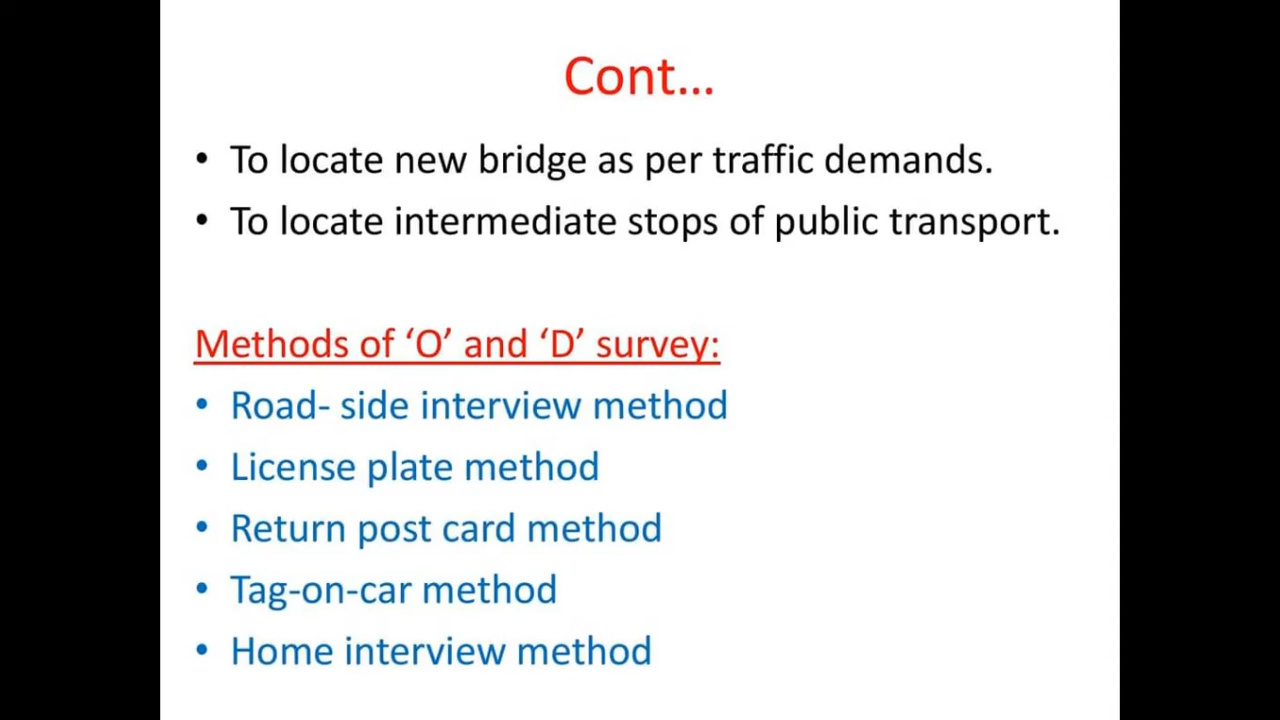 Cont...
• To locate new bridge as per traffic demands.
• To locate intermediate stops of public transport.
Methods of ‘O’ and ‘D’ survey:
• Road- side interview method
• License plate method
• Return post card method
• Tag-on-car method
• Home interview method